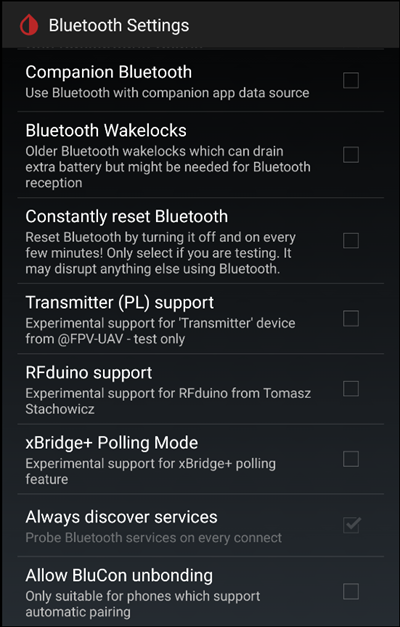 Bluetooth Settings
Companion Bluetooth
Use Bluetooth with companion app data source
Bluetooth Wakelocks
Older Bluetooth wakelocks which can drain
extra battery but might be needed for Bluetooth
reception
Constantly reset Bluetooth
Reset Bluetooth by turning it off and on every
few minutes! Only select if you are testing. It
may disrupt anything else using Bluetooth.
Transmitter (PL) support
Experimental support for 'Transmitter' device
from @FPV-UAV - test only
RFduino support
Experimental support for RFduino from Tomasz
Stachowicz
xBridge+ Polling Mode
Experimental support for xBridge+ polling
feature
Always discover services
Probe Bluetooth services on every connect
Allow BluCon unbonding
Only suitable for phones which support
automatic pairing